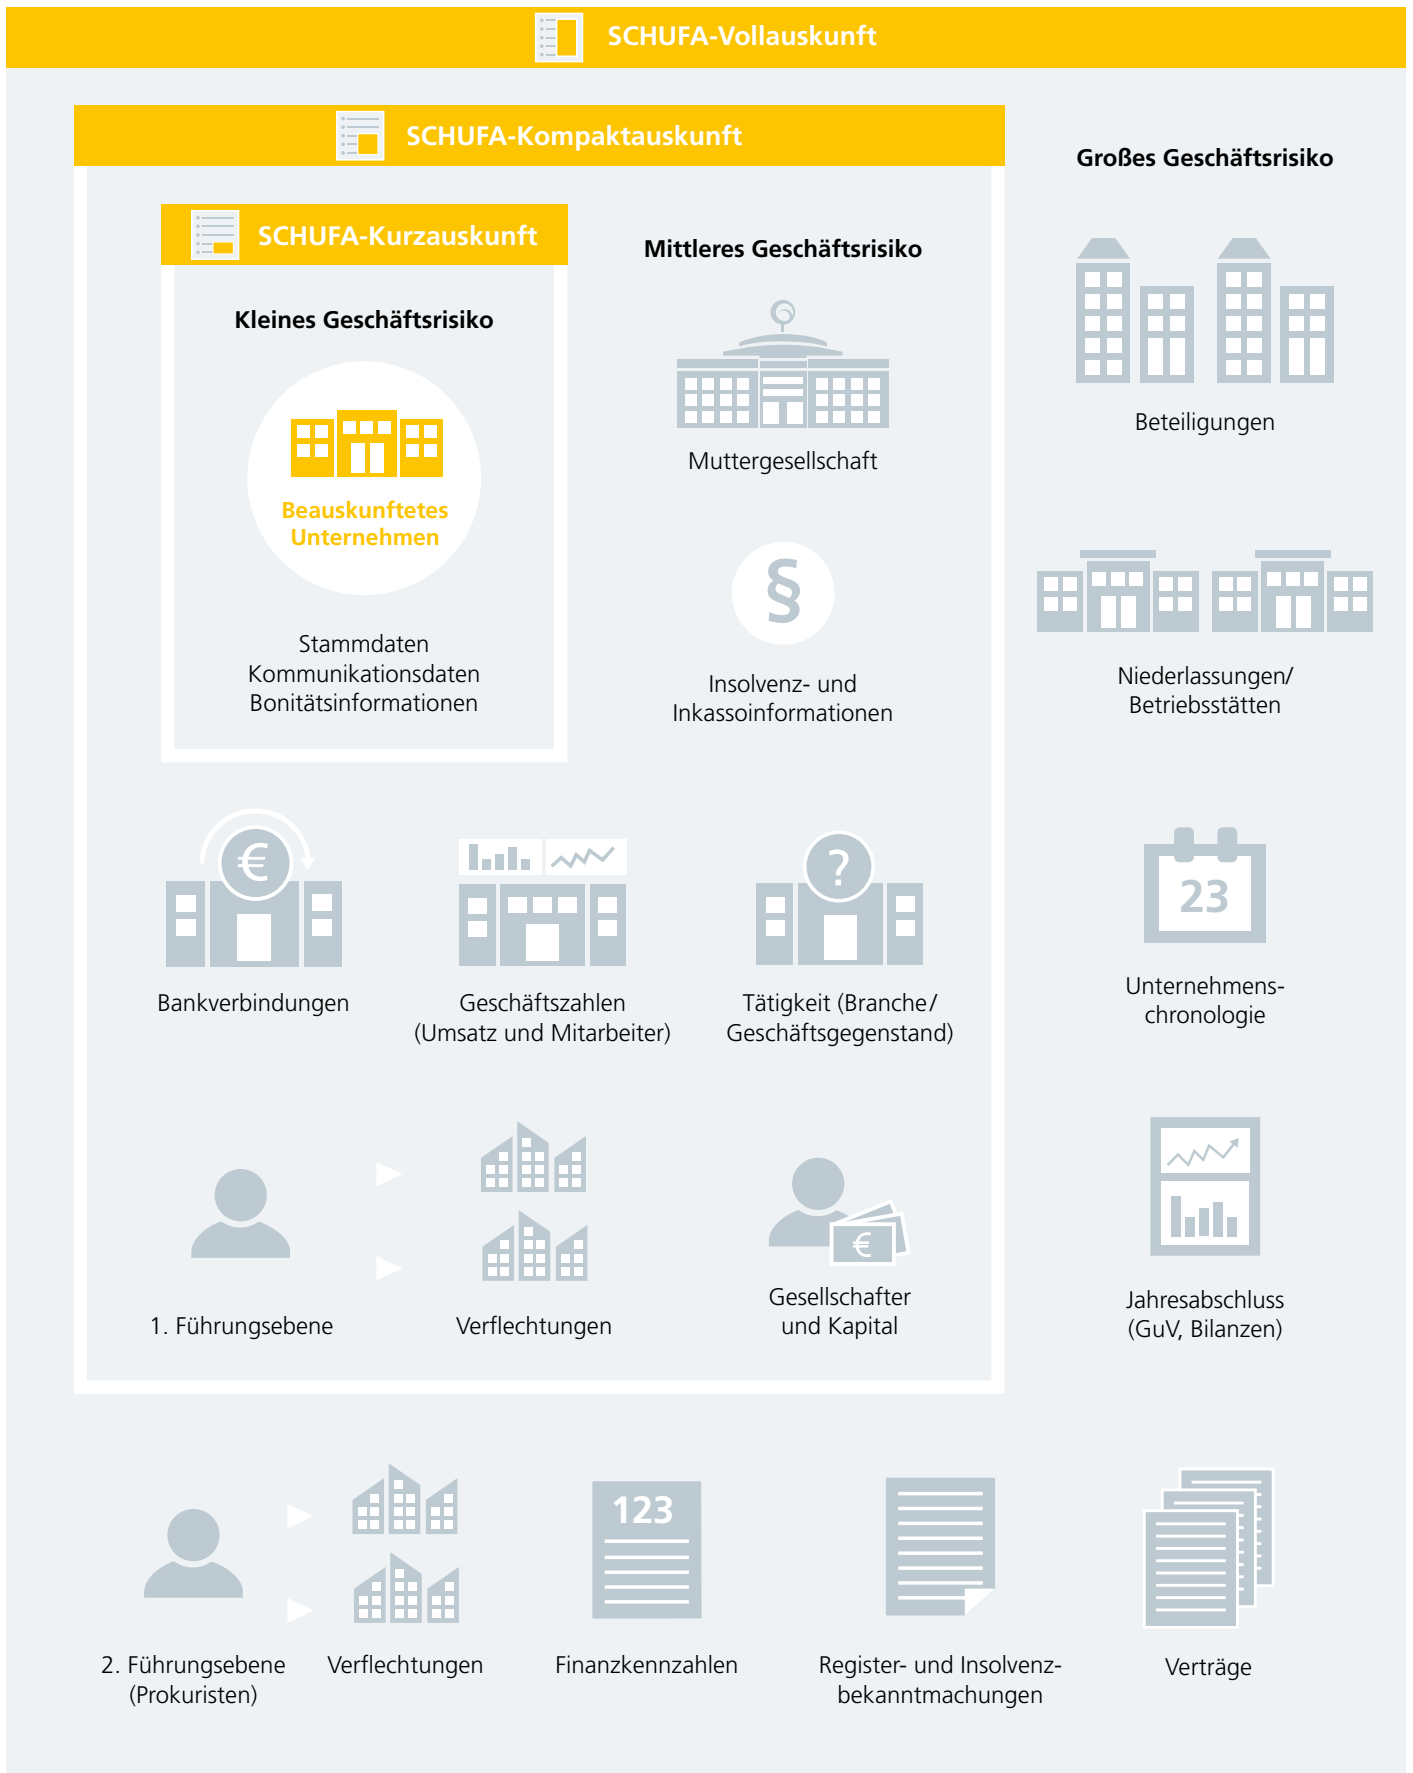 SCHUFA-Vollauskunft
SCHUFA-Kompaktauskunft
Großes Geschäftsrisiko
SCHUFA-Kurzauskunft
Mittleres Geschäftsrisiko
Kleines Geschäftsrisiko
Beauskunftetes
Unternehmen
Stammdaten
Kommunikationsdaten
Bonitätsinformationen
Muttergesellschaft
§
Insolvenz- und
Inkassoinformationen
Beteiligungen
Niederlassungen/
Betriebsstätten
€
Bankverbindungen
Geschäftszahlen
(Umsatz und Mitarbeiter)
?
Tätigkeit (Branche/
Geschäftsgegenstand)
23
Unternehmens-
chronologie
1. Führungsebene
Verflechtungen
€
Gesellschafter
und Kapital
Jahresabschluss
(GuV, Bilanzen)
2. Führungsebene
(Prokuristen)
Verflechtungen
123
Finanzkennzahlen
Register- und Insolvenz-
bekanntmachungen
Verträge